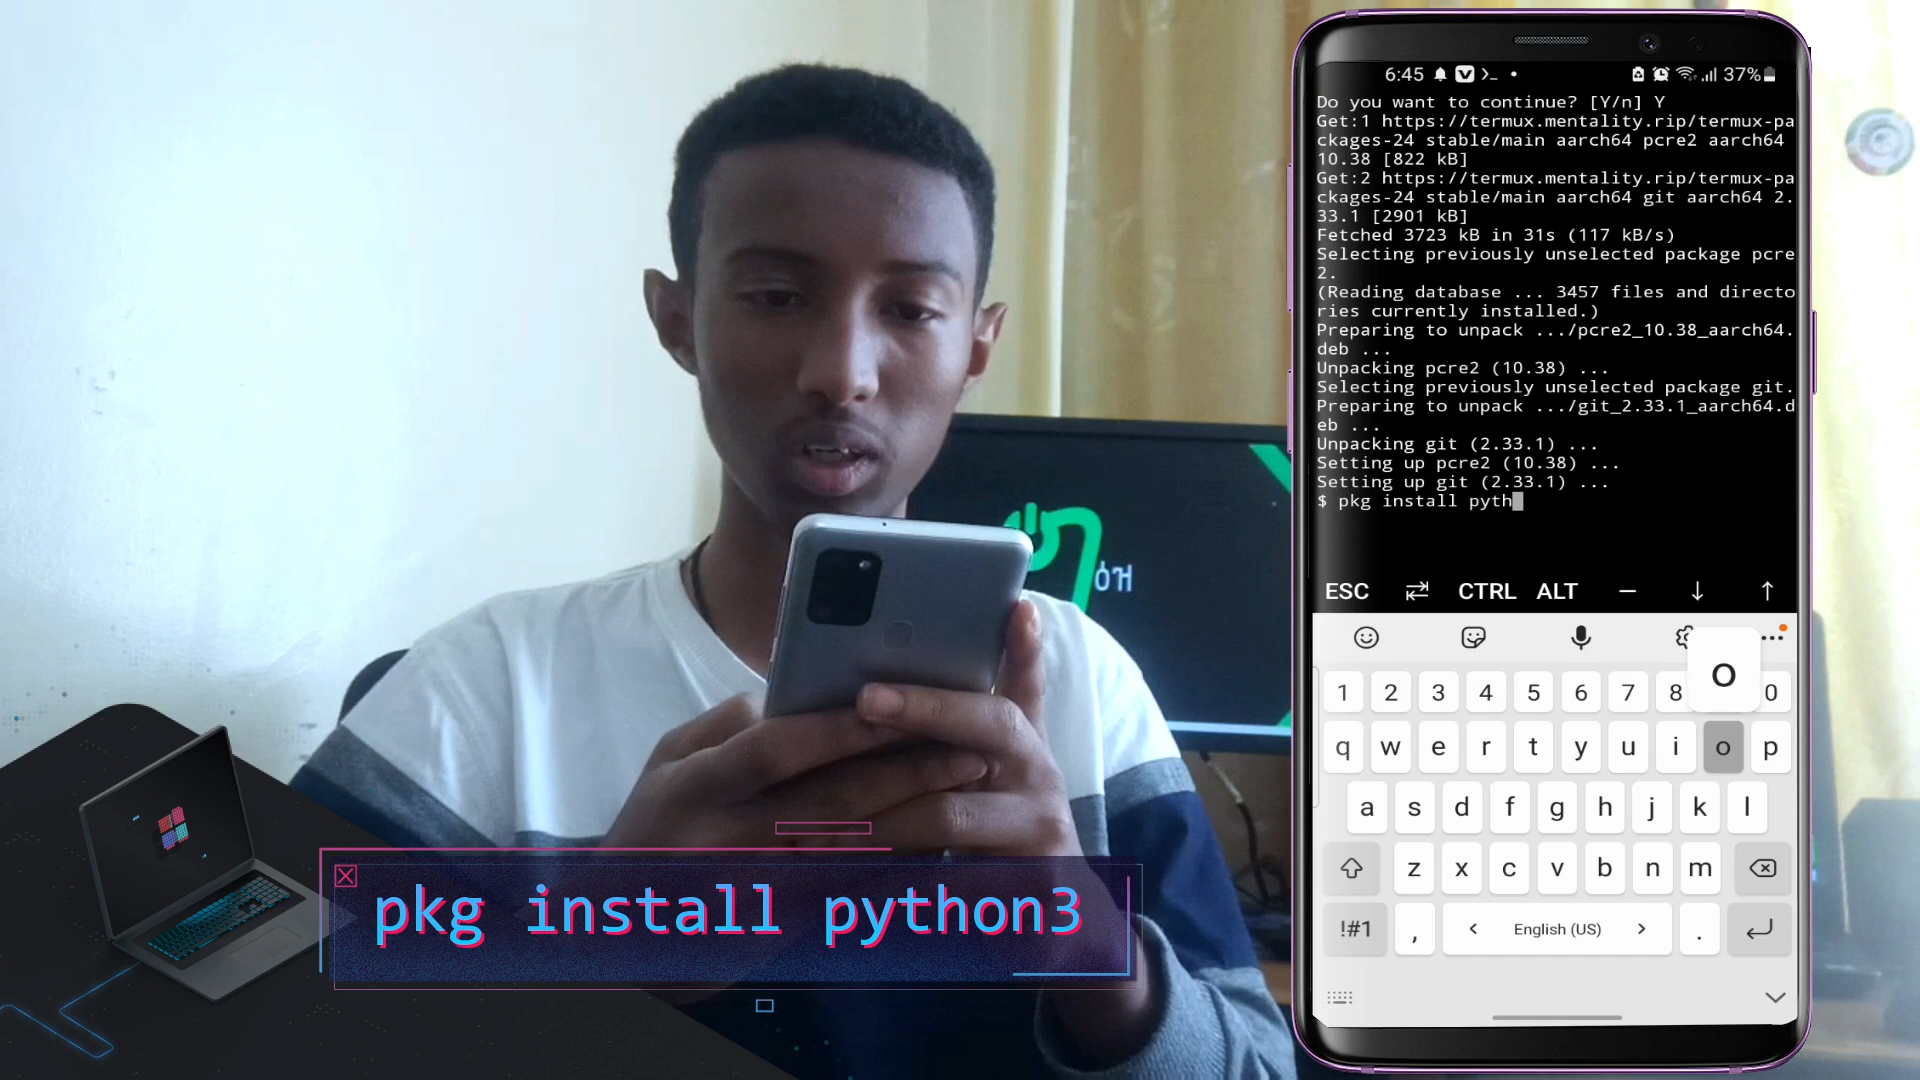 6:45
37%
Do you want to continue? [Y/n] Y
Get:1 https://termux.mentality.rip/termux-pa
ckages-24 stable/main aarch64 pcre2 aarch64
10.38 [822 kB]
Get:2 https://termux.mentality.rip/termux-pa
ckages-24 stable/main aarch64 git aarch64 2.
33.1 [2901 kB]
Fetched 3723 kB in 31s (117 kB/s)
Selecting previously unselected package pcre
2.
(Reading database ... 3457 files and directo
ries currently installed.)
Preparing to unpack .../pcre2_10.38_aarch64.
deb ...
Unpacking pcre2 (10.38) ...
Selecting previously unselected package git.
Preparing to unpack .../git_2.33.1_aarch64.d
eb ...
Unpacking git (2.33.1) ...
Setting up pcre2 (10.38) ...
Setting up git (2.33.1) ...
$ pkg install pyth
ESC CTRL ALT
o
1 2 3 4 5 6 7 8 0
q w e r t y u i o p
a s d f g h j k l
z x c v b n m
!#1 , < English (US) > .
pkg install python3